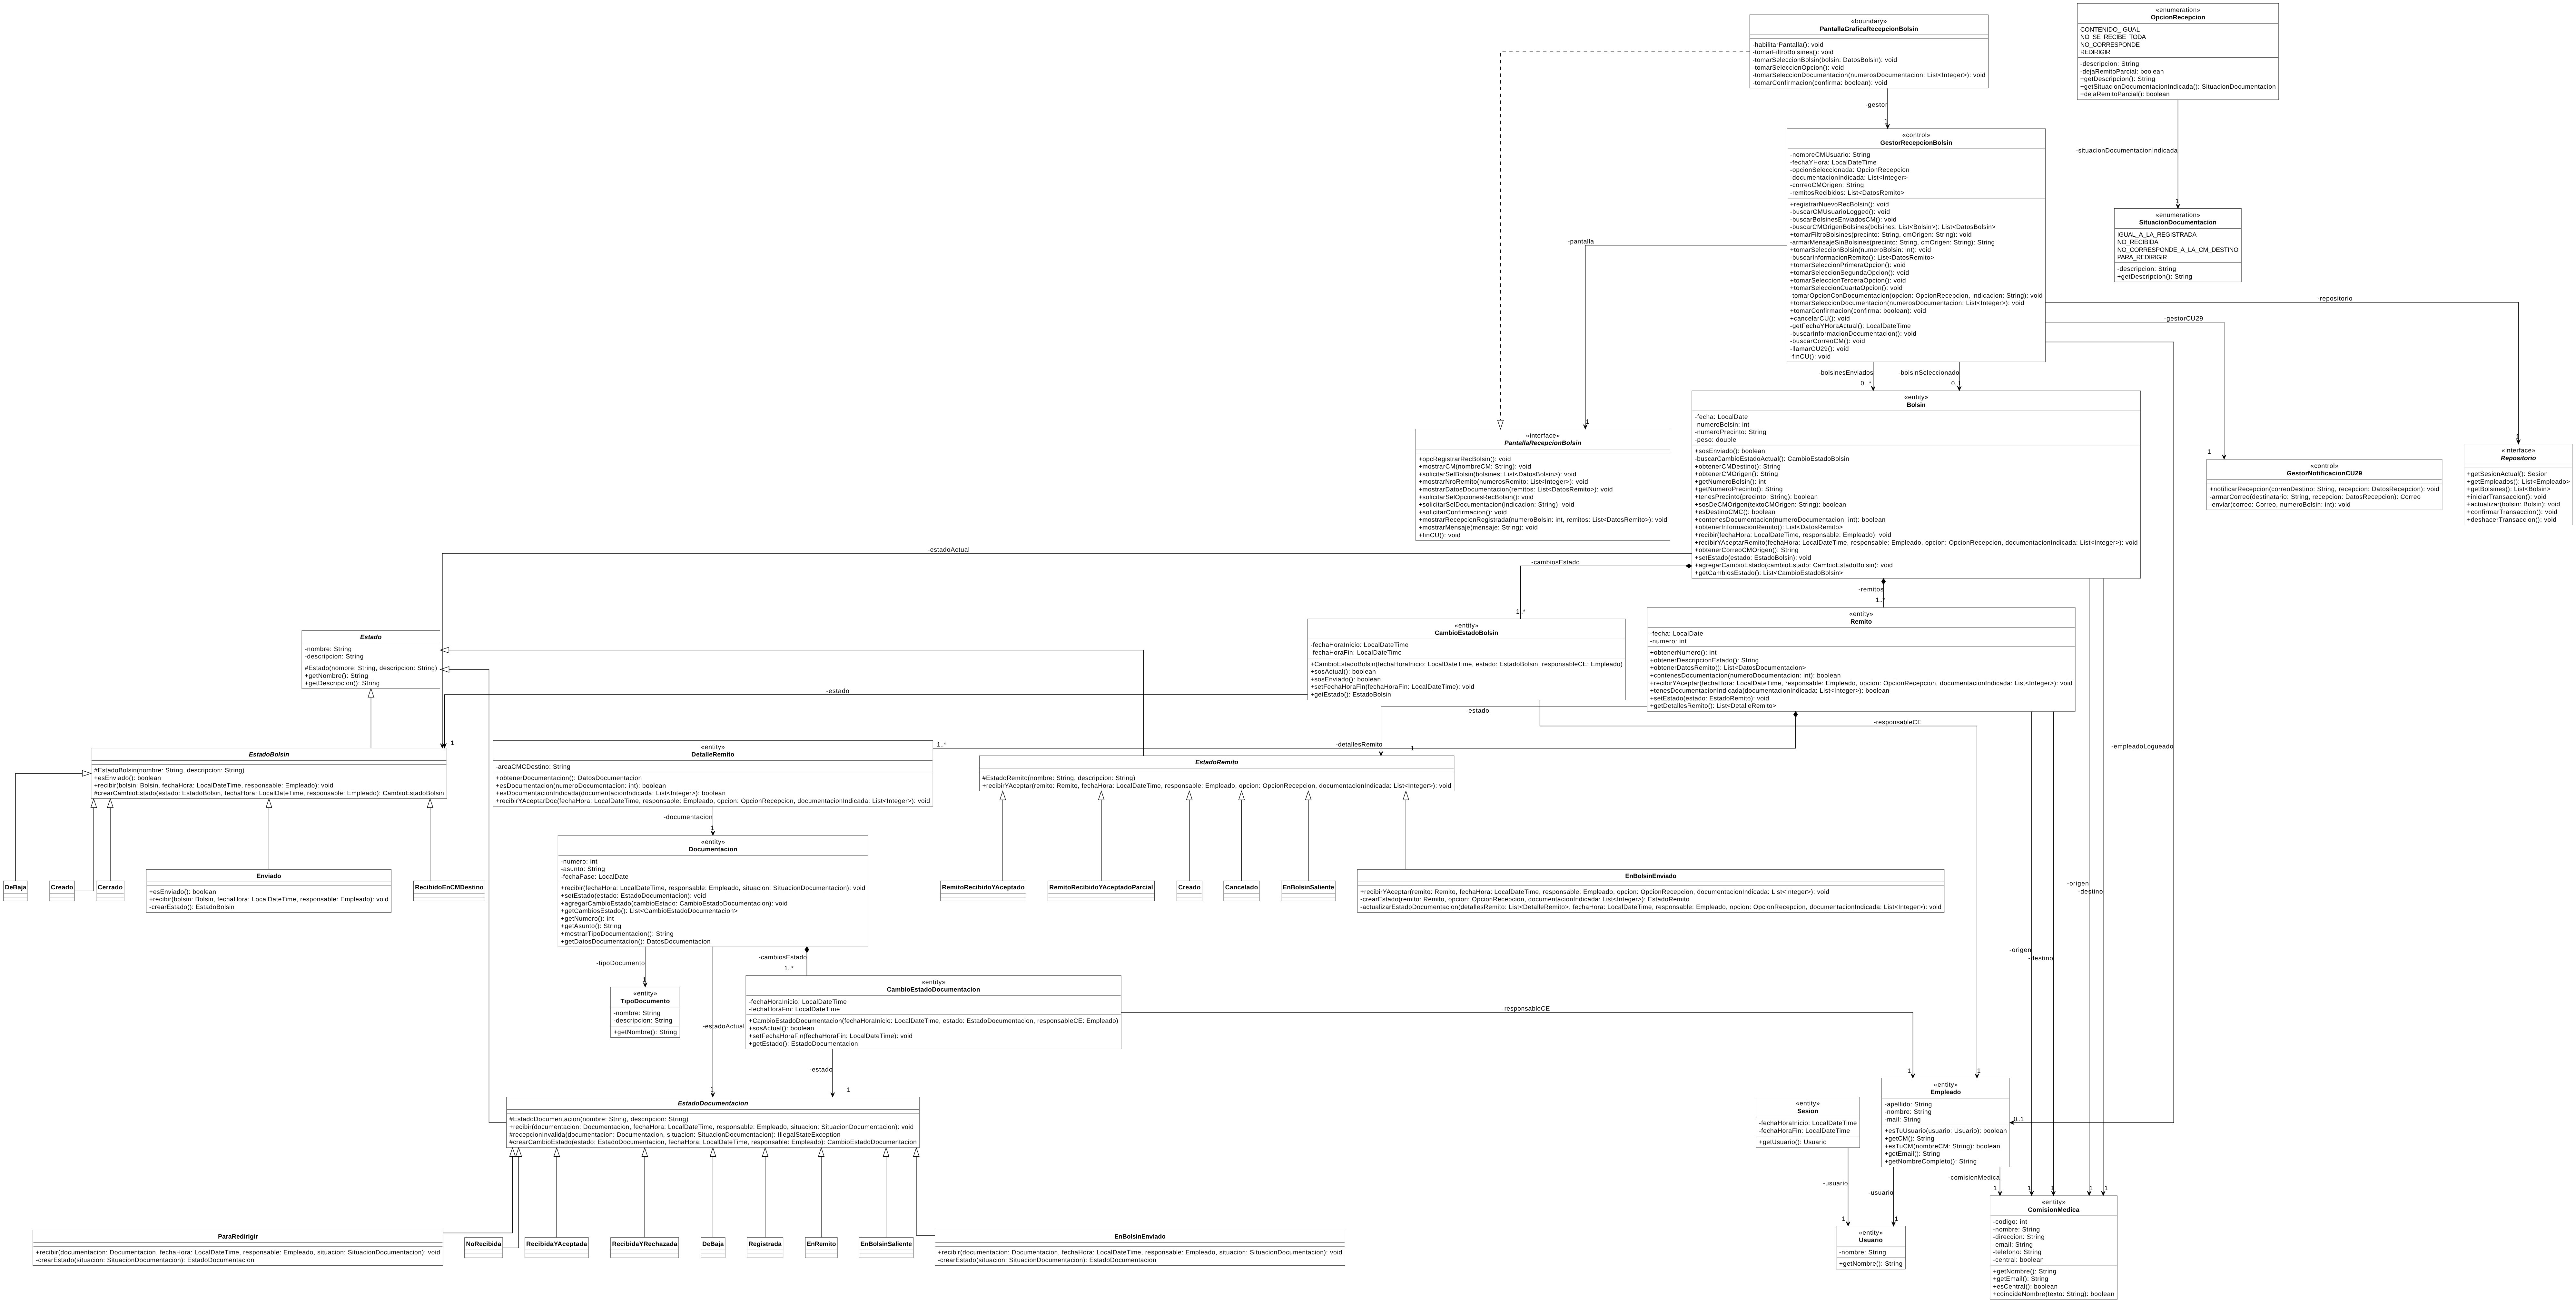 «boundary»
PantallaGraficaRecepcionBolsin
-habilitarPantalla(): void
-tomarFiltroBolsines(): void
-tomarSeleccionBolsin(bolsin: DatosBolsin): void
-tomarSeleccionOpcion(): void
-tomarSeleccionDocumentacion(numerosDocumentacion: List<Integer>): void
-tomarConfirmacion(confirma: boolean): void
«enumeration»
OpcionRecepcion
CONTENIDO_IGUAL
NO_SE_RECIBE_TODA
NO_CORRESPONDE
REDIRIGIR
-descripcion: String
-dejaRemitoParcial: boolean
+getDescripcion(): String
+getSituacionDocumentacionIndicada(): SituacionDocumentacion
+dejaRemitoParcial(): boolean
-gestor
1
-situacionDocumentacionIndicada
1
«control»
GestorRecepcionBolsin
-nombreCMUsuario: String
-fechaYHora: LocalDateTime
-opcionSeleccionada: OpcionRecepcion
-documentacionIndicada: List<Integer>
-correoCMOrigen: String
-remitosRecibidos: List<DatosRemito>
+registrarNuevoRecBolsin(): void
-buscarCMUsuarioLogged(): void
-buscarBolsinesEnviadosCM(): void
-buscarCMOrigenBolsines(bolsines: List<Bolsin>): List<DatosBolsin>
+tomarFiltroBolsines(precinto: String, cmOrigen: String): void
-armarMensajeSinBolsines(precinto: String, cmOrigen: String): String
+tomarSeleccionBolsin(numeroBolsin: int): void
-buscarInformacionRemito(): List<DatosRemito>
+tomarSeleccionPrimeraOpcion(): void
+tomarSeleccionSegundaOpcion(): void
+tomarSeleccionTerceraOpcion(): void
+tomarSeleccionCuartaOpcion(): void
-tomarOpcionConDocumentacion(opcion: OpcionRecepcion, indicacion: String): void
+tomarSeleccionDocumentacion(numerosDocumentacion: List<Integer>): void
+tomarConfirmacion(confirma: boolean): void
+cancelarCU(): void
-getFechaYHoraActual(): LocalDateTime
-buscarInformacionDocumentacion(): void
-buscarCorreoCM(): void
-llamarCU29(): void
-finCU(): void
«enumeration»
SituacionDocumentacion
IGUAL_A_LA_REGISTRADA
NO_RECIBIDA
NO_CORRESPONDE_A_LA_CM_DESTINO
PARA_REDIRIGIR
-descripcion: String
+getDescripcion(): String
-pantalla
1
-repositorio
1
-gestorCU29
1
-bolsinesEnviados
0..*
-bolsinSeleccionado
0..1
«interface»
PantallaRecepcionBolsin
+opcRegistrarRecBolsin(): void
+mostrarCM(nombreCM: String): void
+solicitarSelBolsin(bolsines: List<DatosBolsin>): void
+mostrarNroRemito(numerosRemito: List<Integer>): void
+mostrarDatosDocumentacion(remitos: List<DatosRemito>): void
+solicitarSelOpcionesRecBolsin(): void
+solicitarSelDocumentacion(indicacion: String): void
+solicitarConfirmacion(): void
+mostrarRecepcionRegistrada(numeroBolsin: int, remitos: List<DatosRemito>): void
+mostrarMensaje(mensaje: String): void
+finCU(): void
«entity»
Bolsin
-fecha: LocalDate
-numeroBolsin: int
-numeroPrecinto: String
-peso: double
+sosEnviado(): boolean
-buscarCambioEstadoActual(): CambioEstadoBolsin
+obtenerCMDestino(): String
+obtenerCMOrigen(): String
+getNumeroBolsin(): int
+getNumeroPrecinto(): String
+tenesPrecinto(precinto: String): boolean
+sosDeCMOrigen(textoCMOrigen: String): boolean
+esDestinoCMC(): boolean
+contenesDocumentacion(numeroDocumentacion: int): boolean
+obtenerInformacionRemito(): List<DatosRemito>
+recibir(fechaHora: LocalDateTime, responsable: Empleado): void
+recibirYAceptarRemito(fechaHora: LocalDateTime, responsable: Empleado, opcion: OpcionRecepcion, documentacionIndicada: List<Integer>): void
+obtenerCorreoCMOrigen(): String
+setEstado(estado: EstadoBolsin): void
+agregarCambioEstado(cambioEstado: CambioEstadoBolsin): void
+getCambiosEstado(): List<CambioEstadoBolsin>
«control»
GestorNotificacionCU29
+notificarRecepcion(correoDestino: String, recepcion: DatosRecepcion): void
-armarCorreo(destinatario: String, recepcion: DatosRecepcion): Correo
-enviar(correo: Correo, numeroBolsin: int): void
«interface»
Repositorio
+getSesionActual(): Sesion
+getEmpleados(): List<Empleado>
+getBolsines(): List<Bolsin>
+iniciarTransaccion(): void
+actualizar(bolsin: Bolsin): void
+confirmarTransaccion(): void
+deshacerTransaccion(): void
-estadoActual
-cambiosEstado
1..*
-remitos
1..*
Estado
-nombre: String
-descripcion: String
#Estado(nombre: String, descripcion: String)
+getNombre(): String
+getDescripcion(): String
«entity»
CambioEstadoBolsin
-fechaHoraInicio: LocalDateTime
-fechaHoraFin: LocalDateTime
+CambioEstadoBolsin(fechaHoraInicio: LocalDateTime, estado: EstadoBolsin, responsableCE: Empleado)
+sosActual(): boolean
+sosEnviado(): boolean
+setFechaHoraFin(fechaHoraFin: LocalDateTime): void
+getEstado(): EstadoBolsin
«entity»
Remito
-fecha: LocalDate
-numero: int
+obtenerNumero(): int
+obtenerDescripcionEstado(): String
+obtenerDatosRemito(): List<DatosDocumentacion>
+contenesDocumentacion(numeroDocumentacion: int): boolean
+recibirYAceptar(fechaHora: LocalDateTime, responsable: Empleado, opcion: OpcionRecepcion, documentacionIndicada: List<Integer>): void
+tenesDocumentacionIndicada(documentacionIndicada: List<Integer>): boolean
+setEstado(estado: EstadoRemito): void
+getDetallesRemito(): List<DetalleRemito>
-estado
1
-estado
1
-responsableCE
-empleadoLogueado
-detallesRemito
1..*
EstadoBolsin
#EstadoBolsin(nombre: String, descripcion: String)
+esEnviado(): boolean
+recibir(bolsin: Bolsin, fechaHora: LocalDateTime, responsable: Empleado): void
#crearCambioEstado(estado: EstadoBolsin, fechaHora: LocalDateTime, responsable: Empleado): CambioEstadoBolsin
«entity»
DetalleRemito
-areaCMCDestino: String
+obtenerDocumentacion(): DatosDocumentacion
+esDocumentacion(numeroDocumentacion: int): boolean
+esDocumentacionIndicada(documentacionIndicada: List<Integer>): boolean
+recibirYAceptarDoc(fechaHora: LocalDateTime, responsable: Empleado, opcion: OpcionRecepcion, documentacionIndicada: List<Integer>): void
EstadoRemito
#EstadoRemito(nombre: String, descripcion: String)
+recibirYAceptar(remito: Remito, fechaHora: LocalDateTime, responsable: Empleado, opcion: OpcionRecepcion, documentacionIndicada: List<Integer>): void
-documentacion
1
DeBaja
Creado
Cerrado
Enviado
+esEnviado(): boolean
+recibir(bolsin: Bolsin, fechaHora: LocalDateTime, responsable: Empleado): void
-crearEstado(): EstadoBolsin
RecibidoEnCMDestino
«entity»
Documentacion
-numero: int
-asunto: String
-fechaPase: LocalDate
+recibir(fechaHora: LocalDateTime, responsable: Empleado, situacion: SituacionDocumentacion): void
+setEstado(estado: EstadoDocumentacion): void
+agregarCambioEstado(cambioEstado: CambioEstadoDocumentacion): void
+getCambiosEstado(): List<CambioEstadoDocumentacion>
+getNumero(): int
+getAsunto(): String
+mostrarTipoDocumentacion(): String
+getDatosDocumentacion(): DatosDocumentacion
RemitoRecibidoYAceptado
RemitoRecibidoYAceptadoParcial
Creado
Cancelado
EnBolsinSaliente
EnBolsinEnviado
+recibirYAceptar(remito: Remito, fechaHora: LocalDateTime, responsable: Empleado, opcion: OpcionRecepcion, documentacionIndicada: List<Integer>): void
-crearEstado(remito: Remito, opcion: OpcionRecepcion, documentacionIndicada: List<Integer>): EstadoRemito
-actualizarEstadoDocumentacion(detallesRemito: List<DetalleRemito>, fechaHora: LocalDateTime, responsable: Empleado, opcion: OpcionRecepcion, documentacionIndicada: List<Integer>): void
-origen
-destino
-origen
-destino
-tipoDocumento
1
-cambiosEstado
1..*
«entity»
TipoDocumento
-nombre: String
-descripcion: String
+getNombre(): String
«entity»
CambioEstadoDocumentacion
-fechaHoraInicio: LocalDateTime
-fechaHoraFin: LocalDateTime
+CambioEstadoDocumentacion(fechaHoraInicio: LocalDateTime, estado: EstadoDocumentacion, responsableCE: Empleado)
+sosActual(): boolean
+setFechaHoraFin(fechaHoraFin: LocalDateTime): void
+getEstado(): EstadoDocumentacion
-estadoActual
1
-responsableCE
1
1
-estado
1
EstadoDocumentacion
#EstadoDocumentacion(nombre: String, descripcion: String)
+recibir(documentacion: Documentacion, fechaHora: LocalDateTime, responsable: Empleado, situacion: SituacionDocumentacion): void
#recepcionInvalida(documentacion: Documentacion, situacion: SituacionDocumentacion): IllegalStateException
#crearCambioEstado(estado: EstadoDocumentacion, fechaHora: LocalDateTime, responsable: Empleado): CambioEstadoDocumentacion
«entity»
Sesion
-fechaHoraInicio: LocalDateTime
-fechaHoraFin: LocalDateTime
+getUsuario(): Usuario
«entity»
Empleado
-apellido: String
-nombre: String
-mail: String
+esTuUsuario(usuario: Usuario): boolean
+getCM(): String
+esTuCM(nombreCM: String): boolean
+getEmail(): String
+getNombreCompleto(): String
0..1
-usuario
1
-usuario
1
-comisionMedica
1
1
1
1
1
ParaRedirigir
+recibir(documentacion: Documentacion, fechaHora: LocalDateTime, responsable: Empleado, situacion: SituacionDocumentacion): void
-crearEstado(situacion: SituacionDocumentacion): EstadoDocumentacion
NoRecibida
RecibidaYAceptada
RecibidaYRechazada
DeBaja
Registrada
EnRemito
EnBolsinSaliente
EnBolsinEnviado
+recibir(documentacion: Documentacion, fechaHora: LocalDateTime, responsable: Empleado, situacion: SituacionDocumentacion): void
-crearEstado(situacion: SituacionDocumentacion): EstadoDocumentacion
«entity»
Usuario
-nombre: String
+getNombre(): String
«entity»
ComisionMedica
-codigo: int
-nombre: String
-direccion: String
-email: String
-telefono: String
-central: boolean
+getNombre(): String
+getEmail(): String
+esCentral(): boolean
+coincideNombre(texto: String): boolean